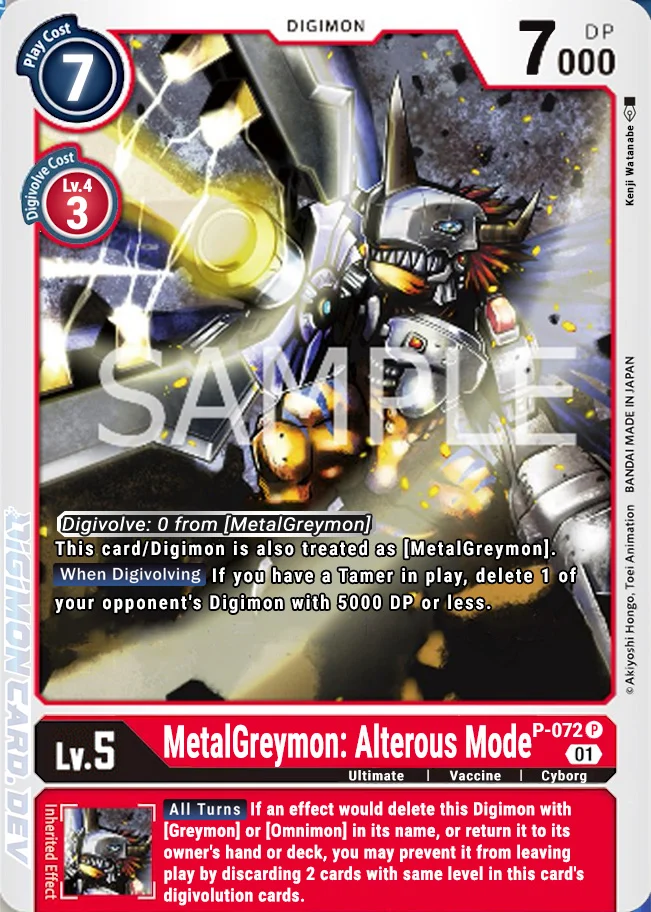 DIGIMON
Play Cost
7
7000
DP
Digivolve Cost
Lv.4
3
Kenji Watanabe
SAMPLE
Digivolve: 0 from [MetalGreymon]
This card/Digimon is also treated as [MetalGreymon].
When Digivolving If you have a Tamer in play, delete 1 of
your opponent's Digimon with 5000 DP or less.
© Akiyoshi Hongo, Toei Animation BANDAI MADE IN JAPAN
DIGIMONCARD.DEV
Lv.5
MetalGreymon: Alterous Mode
P-072 P
01
Ultimate | Vaccine | Cyborg
Inherited Effect
All Turns If an effect would delete this Digimon with
[Greymon] or [Omnimon] in its name, or return it to its
owner's hand or deck, you may prevent it from leaving
play by discarding 2 cards with same level in this card's
digivolution cards.